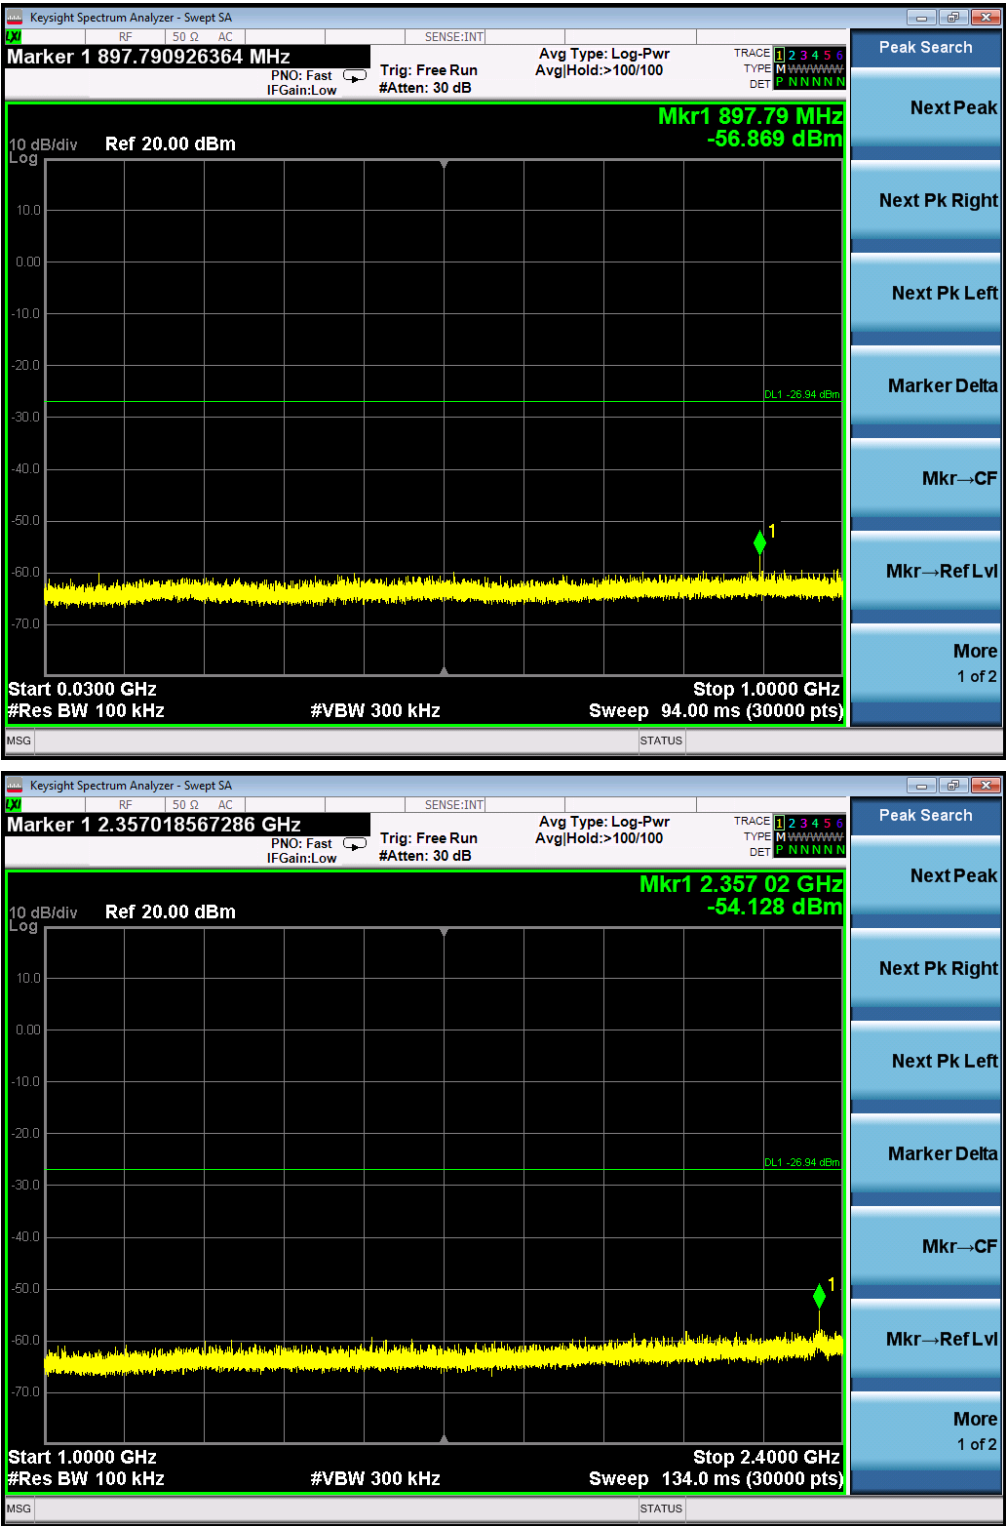 Keysight Spectrum Analyzer - Swept SA
LXI RF 50 Ω AC SENSE:INT
Marker 1 897.790926364 MHz
PNO: Fast
IFGain:Low
Trig: Free Run
#Atten: 30 dB
Avg Type: Log-Pwr
Avg|Hold:>100/100
TRACE 1 2 3 4 5 6
TYPE M W W W W W
DET P N N N N N
Mkr1 897.79 MHz
-56.869 dBm
10 dB/div Ref 20.00 dBm
Log
10.0
0.00
-10.0
-20.0
DL1 -26.94 dBm
-30.0
-40.0
-50.0
1
-60.0
-70.0
Start 0.0300 GHz Stop 1.0000 GHz
#Res BW 100 kHz #VBW 300 kHz Sweep 94.00 ms (30000 pts)
MSG STATUS
Peak Search
Next Peak
Next Pk Right
Next Pk Left
Marker Delta
Mkr→CF
Mkr→Ref Lvl
More
1 of 2
Keysight Spectrum Analyzer - Swept SA
LXI RF 50 Ω AC SENSE:INT
Marker 1 2.357018567286 GHz
PNO: Fast
IFGain:Low
Trig: Free Run
#Atten: 30 dB
Avg Type: Log-Pwr
Avg|Hold:>100/100
TRACE 1 2 3 4 5 6
TYPE M W W W W W
DET P N N N N N
Mkr1 2.357 02 GHz
-54.128 dBm
10 dB/div Ref 20.00 dBm
Log
10.0
0.00
-10.0
-20.0
DL1 -26.94 dBm
-30.0
-40.0
-50.0
1
-60.0
-70.0
Start 1.0000 GHz Stop 2.4000 GHz
#Res BW 100 kHz #VBW 300 kHz Sweep 134.0 ms (30000 pts)
MSG STATUS
Peak Search
Next Peak
Next Pk Right
Next Pk Left
Marker Delta
Mkr→CF
Mkr→Ref Lvl
More
1 of 2